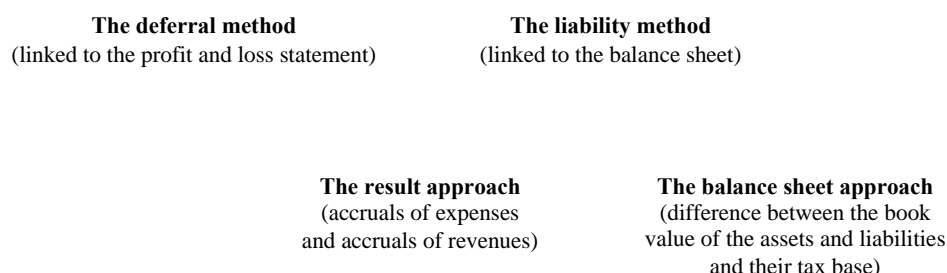 The deferral method
(linked to the profit and loss statement)
The liability method
(linked to the balance sheet)
The result approach
(accruals of expenses
and accruals of revenues)
The balance sheet approach
(difference between the book
value of the assets and liabilities
and their tax base)